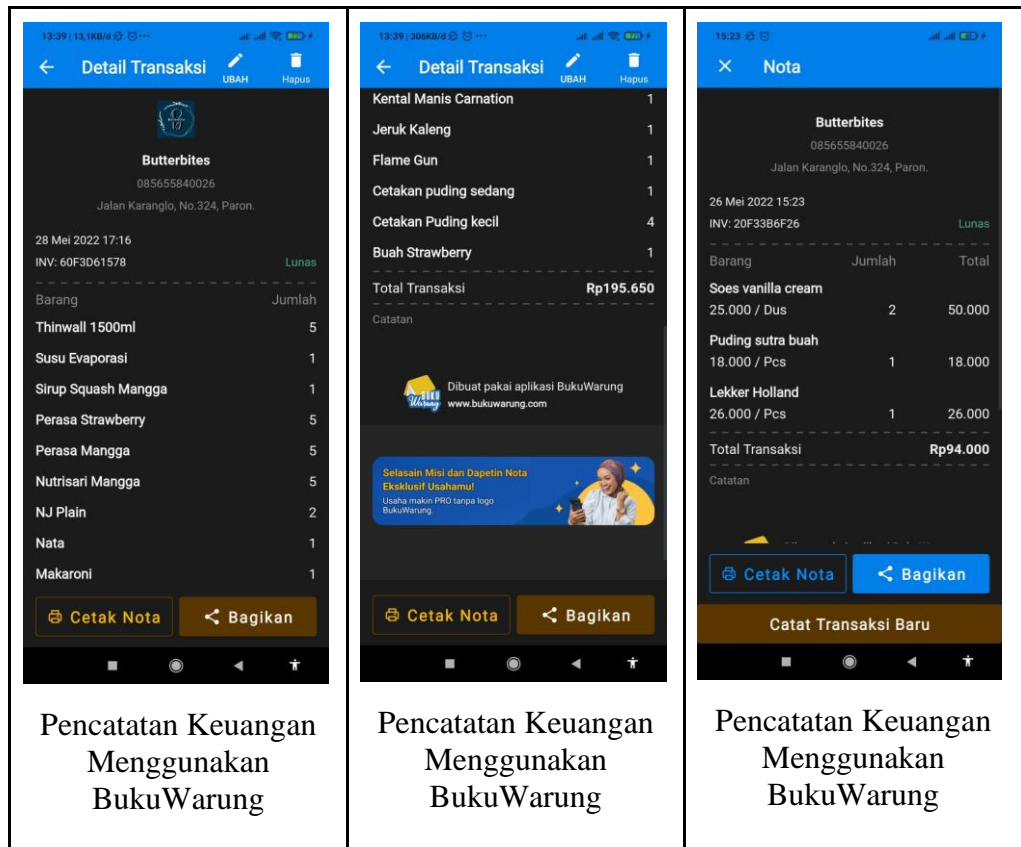 13:39 | 13,1KB/d
Detail Transaksi
UBAH
Hapus
Butterbites
085655840026
Jalan Karanglo, No.324, Paron.
28 Mei 2022 17:16
INV: 60F3D61578 Lunas
Barang Jumlah
Thinwall 1500ml 5
Susu Evaporasi 1
Sirup Squash Mangga 1
Perasa Strawberry 5
Perasa Mangga 5
Nutrisari Mangga 5
NJ Plain 2
Nata 1
Makaroni 1
Cetak Nota
Bagikan
Pencatatan Keuangan
Menggunakan
BukuWarung
13:39 | 306KB/d
Detail Transaksi
UBAH
Hapus
Kental Manis Carnation 1
Jeruk Kaleng 1
Flame Gun 1
Cetakan puding sedang 1
Cetakan Puding kecil 4
Buah Strawberry 1
Total Transaksi Rp195.650
Catatan
BUKU
Warung
Dibuat pakai aplikasi BukuWarung
www.bukuwarung.com
Selasain Misi dan Dapetin Nota
Eksklusif Usahamu!
Usaha makin PRO tanpa logo
BukuWarung.
Cetak Nota
Bagikan
Pencatatan Keuangan
Menggunakan
BukuWarung
15:23
Nota
Butterbites
085655840026
Jalan Karanglo, No.324, Paron.
26 Mei 2022 15:23
INV: 20F33B6F26 Lunas
Barang Jumlah Total
Soes vanilla cream
25.000 / Dus 2 50.000
Puding sutra buah
18.000 / Pcs 1 18.000
Lekker Holland
26.000 / Pcs 1 26.000
Total Transaksi Rp94.000
Catatan
Cetak Nota
Bagikan
Catat Transaksi Baru
Pencatatan Keuangan
Menggunakan
BukuWarung